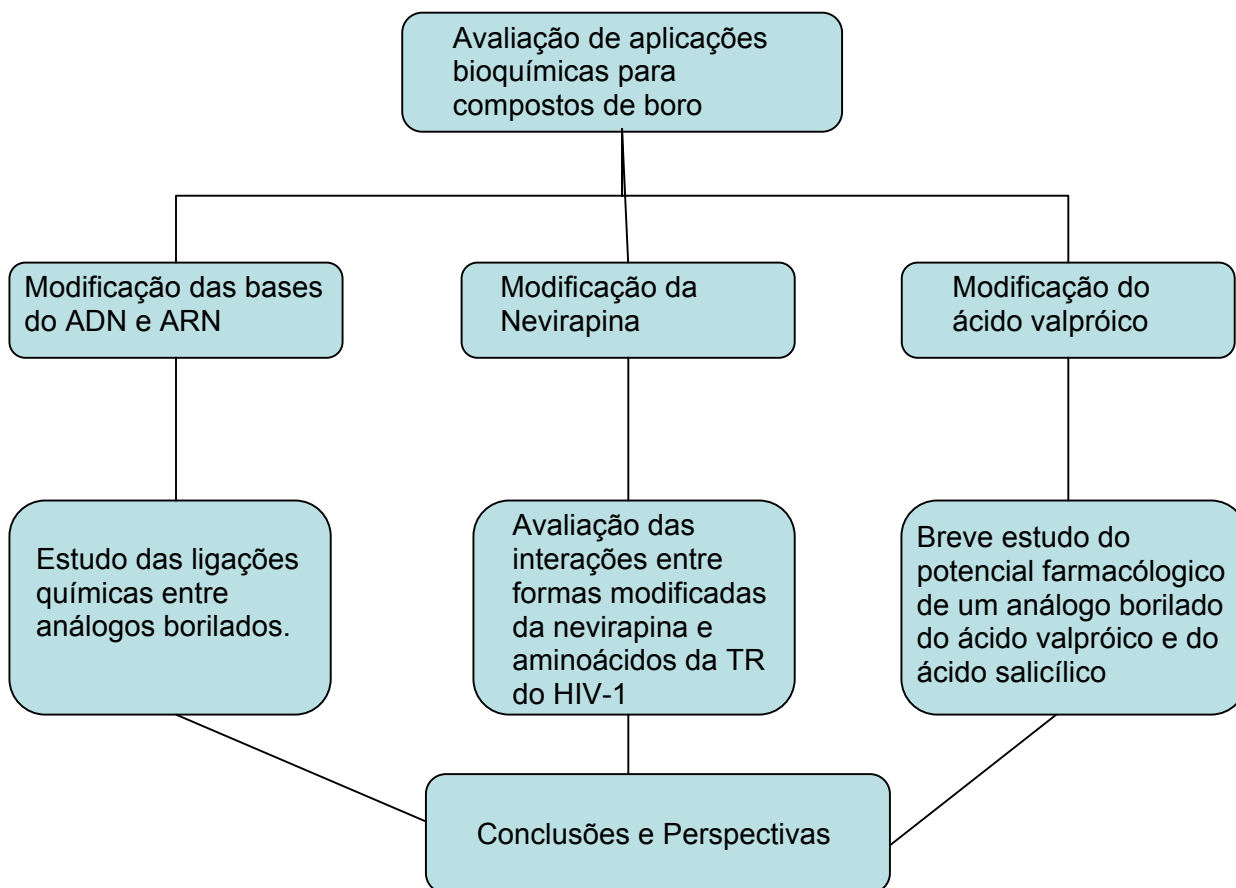 Avaliação de aplicações
bioquímicas para
compostos de boro
Modificação das bases
do ADN e ARN
Modificação da
Nevirapina
Modificação do
ácido valpróico
Estudo das ligações
químicas entre
análogos borilados.
Avaliação das
interações entre
formas modificadas
da nevirapina e
aminoácidos da TR
do HIV-1
Breve estudo do
potencial farmacólogico
de um análogo borilado
do ácido valpróico e do
ácido salicílico
Conclusões e Perspectivas